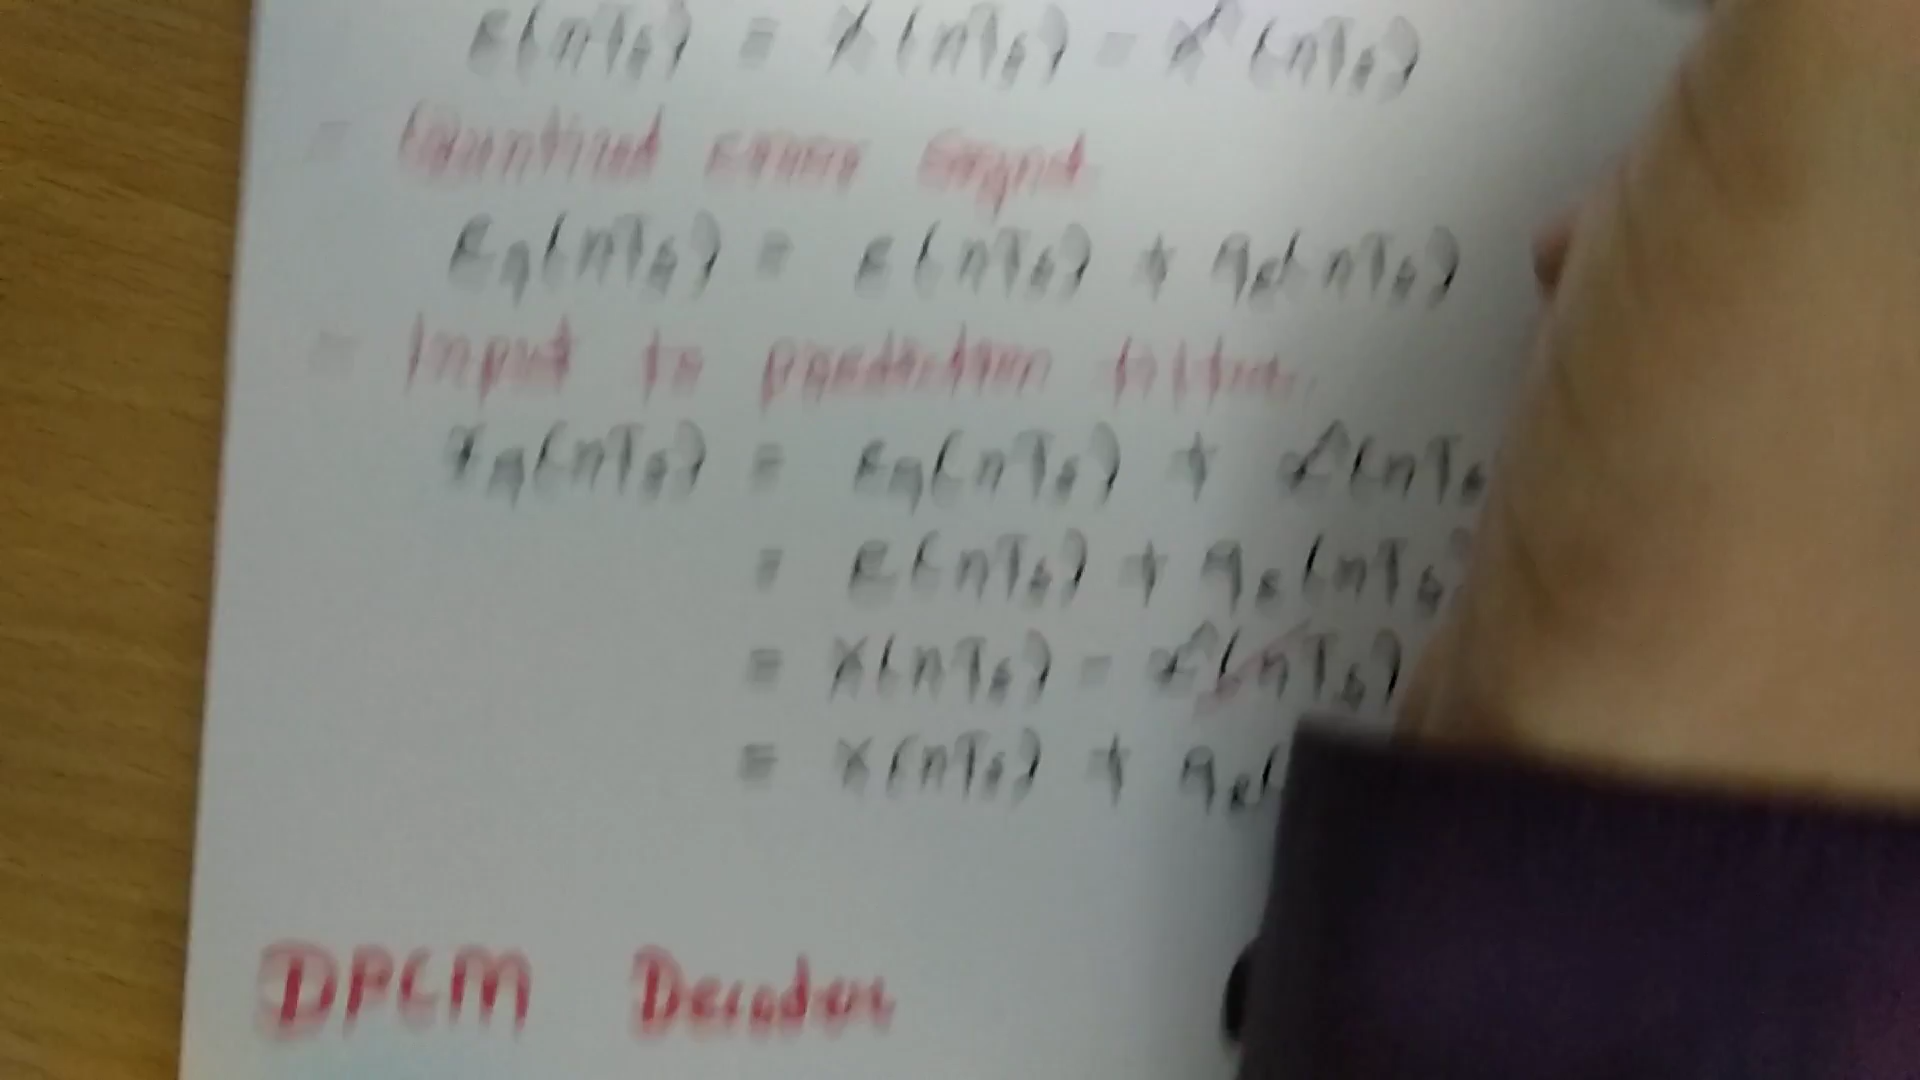 e(nTs) = x(nTs) - x̂(nTs)
- Quantized error signal
eq(nTs) = e(nTs) + qe(nTs)
- Input to prediction filter.
xq(nTs) = eq(nTs) + x̂(nTs
= e(nTs) + qe(nTs)
= x(nTs) - x̂(nTs)
= x(nTs) + qe(
DPCM Decoder